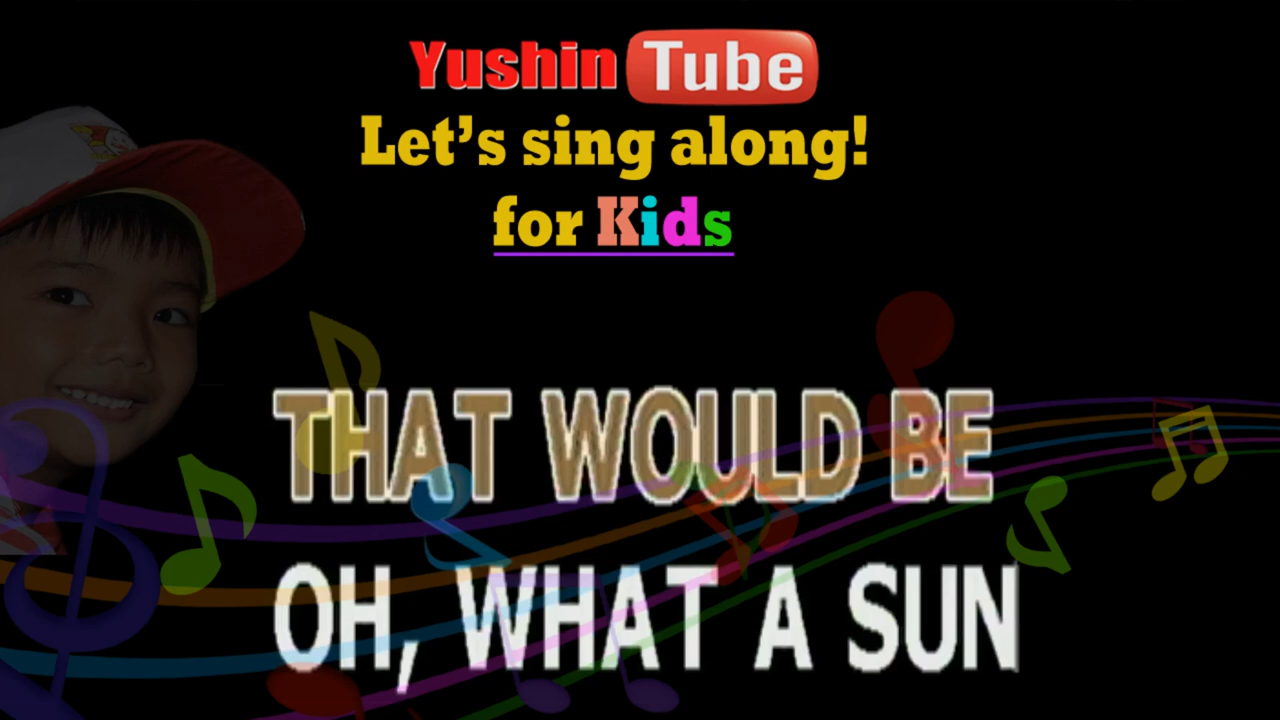 Yushin Tube
Let's sing along!
for Kids
THAT WOULD BE
OH, WHAT A SUN